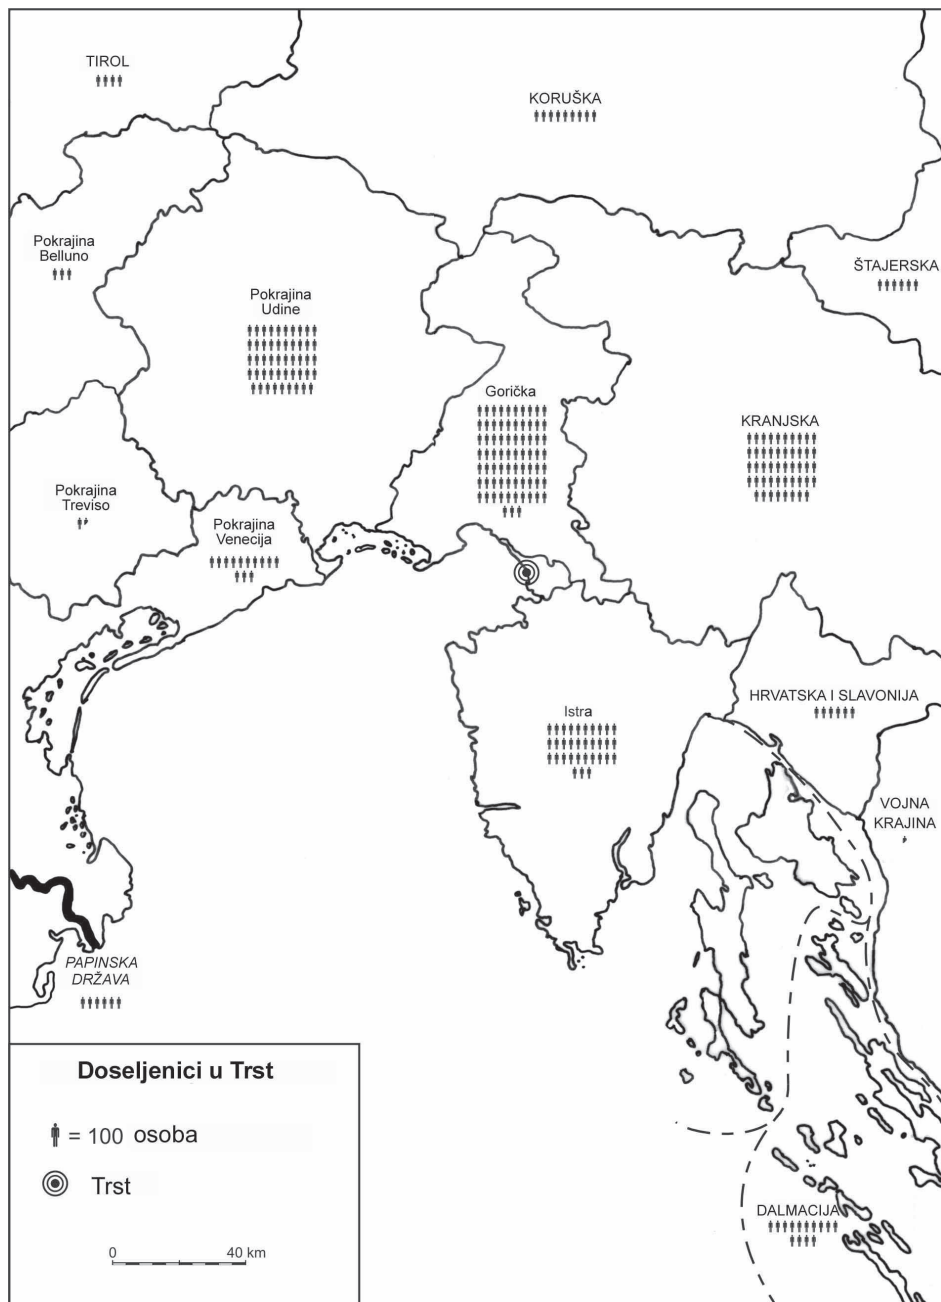 TIROL
KORUŠKA
Pokrajina
Belluno
ŠTAJERSKA
Pokrajina
Udine
Gorička
KRANJSKA
Pokrajina
Treviso
Pokrajina
Venecija
HRVATSKA I SLAVONIJA
Istra
VOJNA
KRAJINA
PAPINSKA
DRŽAVA
Doseljenici u Trst
= 100 osoba
Trst
0 40 km
DALMACIJA